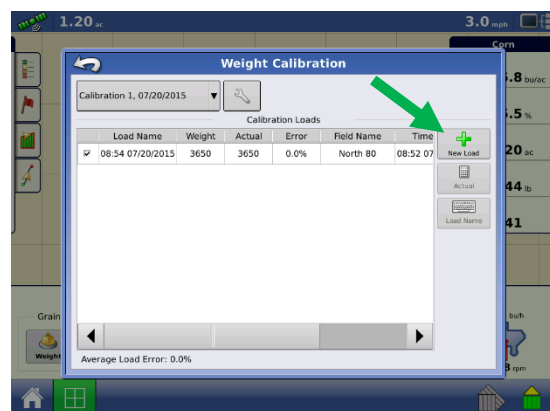 1.20 ac
3.0 mph
Corn
Weight Calibration
Calibration 1, 07/20/2015
Calibration Loads
Load Name Weight Actual Error Field Name Time
08:54 07/20/2015 3650 3650 0.0% North 80 08:52 07
New Load
Actual
Load Name
Average Load Error: 0.0%
.8 bu/ac
.5 %
20 ac
44 lb
41
Grain
Weight
bu/h
rpm